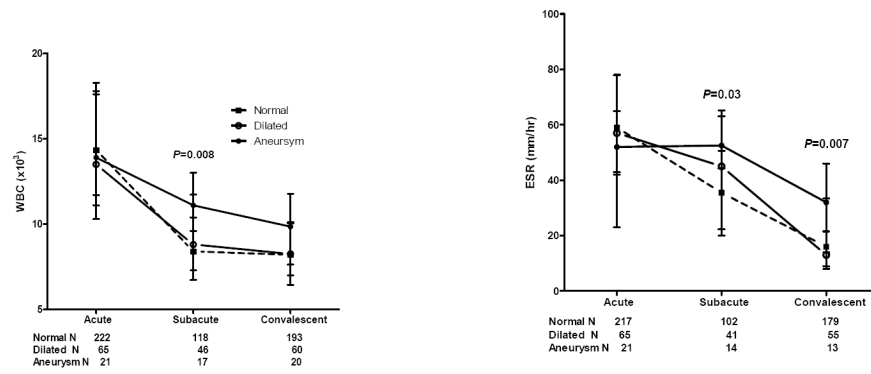 20
15
10
5
WBC (x10³)
Normal
Dilated
Aneursym
P=0.008
Acute Subacute Convalescent
Normal N 222 118 193
Dilated N 65 46 60
Aneurysm N 21 17 20
100
80
60
40
20
0
ESR (mm/hr)
P=0.03
P=0.007
Acute Subacute Convalescent
Normal N 217 102 179
Dilated N 65 41 55
Aneurysm N 21 14 13